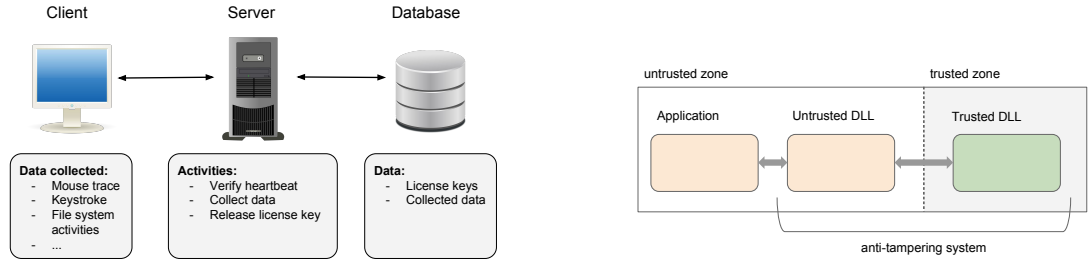 Client
Server
Database
Data collected:
- Mouse trace
- Keystroke
- File system
activities
- ...
Activities:
- Verify heartbeat
- Collect data
- Release license key
Data:
- License keys
- Collected data
untrusted zone
trusted zone
Application
Untrusted DLL
Trusted DLL
anti-tampering system